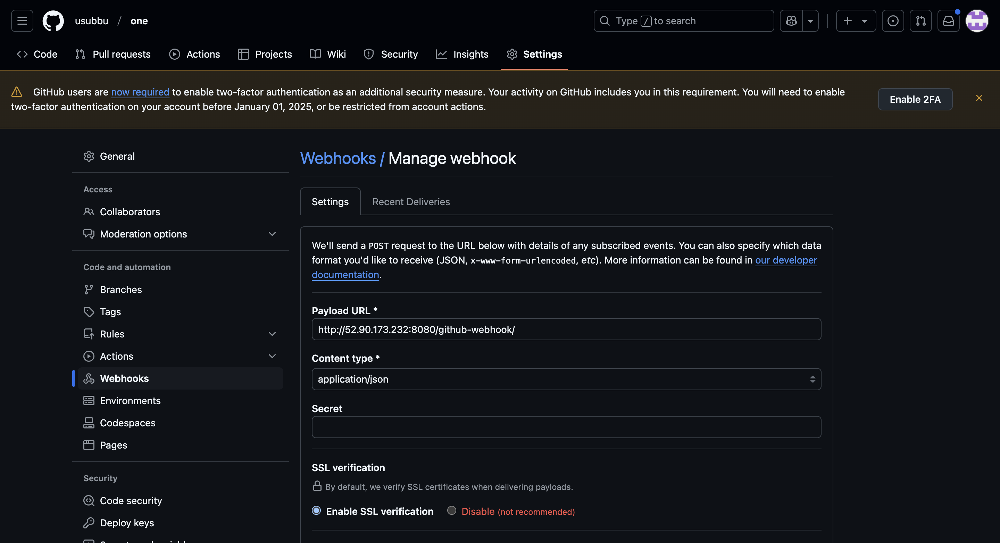 usubbu / one
Type / to search
Code
Pull requests
Actions
Projects
Wiki
Security
Insights
Settings
GitHub users are now required to enable two-factor authentication as an additional security measure. Your activity on GitHub includes you in this requirement. You will need to enable
two-factor authentication on your account before January 01, 2025, or be restricted from account actions.
Enable 2FA
General
Access
Collaborators
Moderation options
Code and automation
Branches
Tags
Rules
Actions
Webhooks
Environments
Codespaces
Pages
Security
Code security
Deploy keys
Webhooks / Manage webhook
Settings
Recent Deliveries
We'll send a POST request to the URL below with details of any subscribed events. You can also specify which data
format you'd like to receive (JSON, x-www-form-urlencoded, etc). More information can be found in our developer
documentation.
Payload URL *
http://52.90.173.232:8080/github-webhook/
Content type *
application/json
Secret
SSL verification
By default, we verify SSL certificates when delivering payloads.
Enable SSL verification
Disable (not recommended)